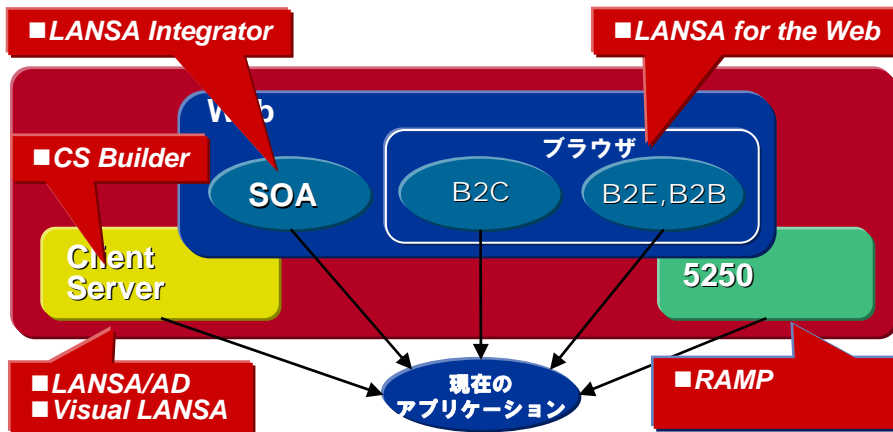 ■LANSA Integrator
■LANSA for the Web
Web
ブラウザ
■CS Builder
SOA
B2C
B2E,B2B
Client
Server
5250
■LANSA/AD
■Visual LANSA
現在の
アプリケーション
■RAMP